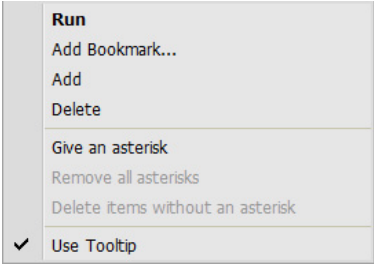 Run
Add Bookmark...
Add
Delete
Give an asterisk
Remove all asterisks
Delete items without an asterisk
Use Tooltip